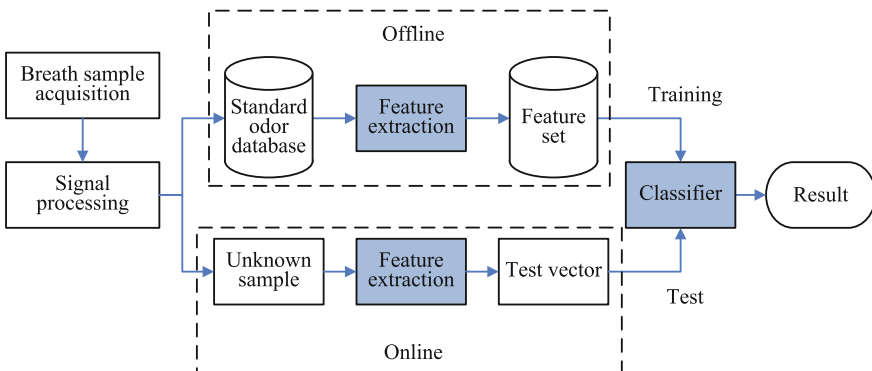 Offline
Breath sample
acquisition
Standard
odor
database
Feature
extraction
Feature
set
Training
Signal
processing
Classifier
Result
Unknown
sample
Feature
extraction
Test vector
Test
Online